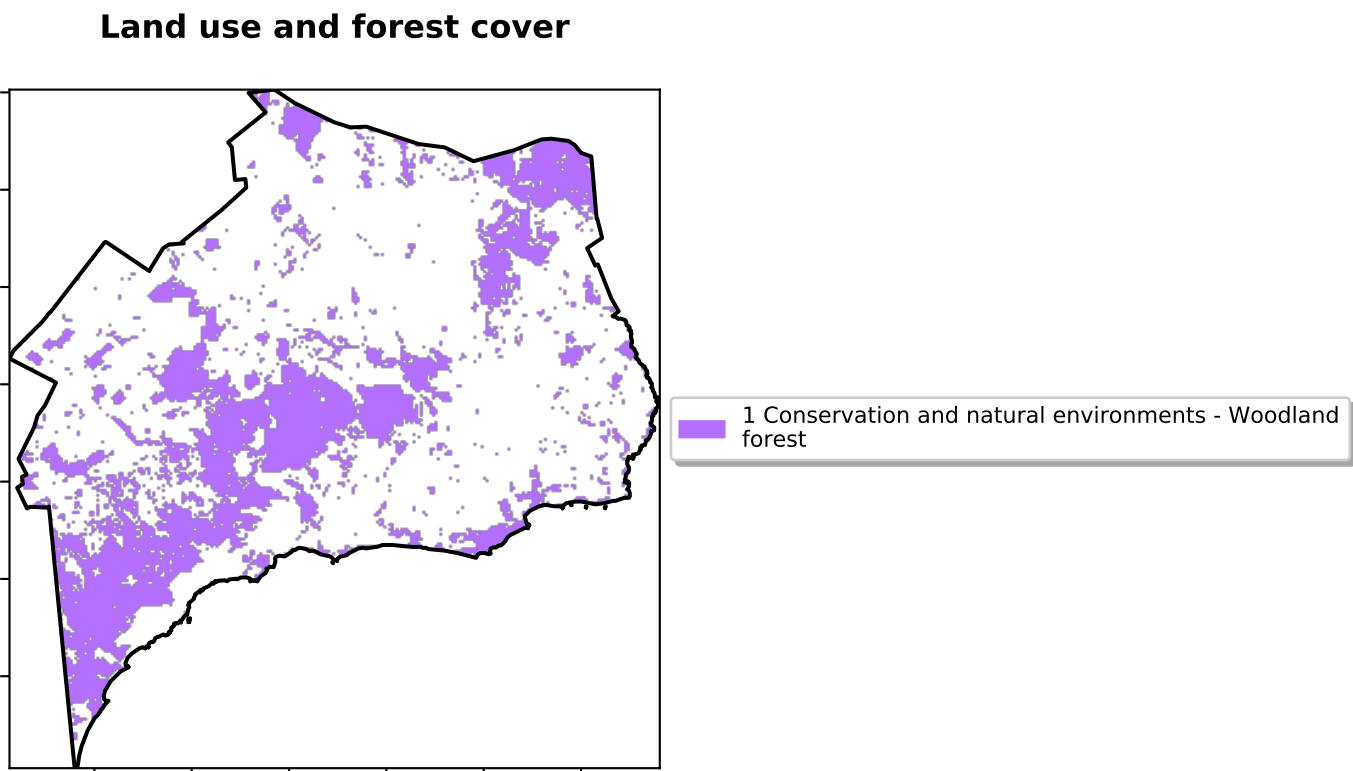 Land use and forest cover
1 Conservation and natural environments - Woodland
forest